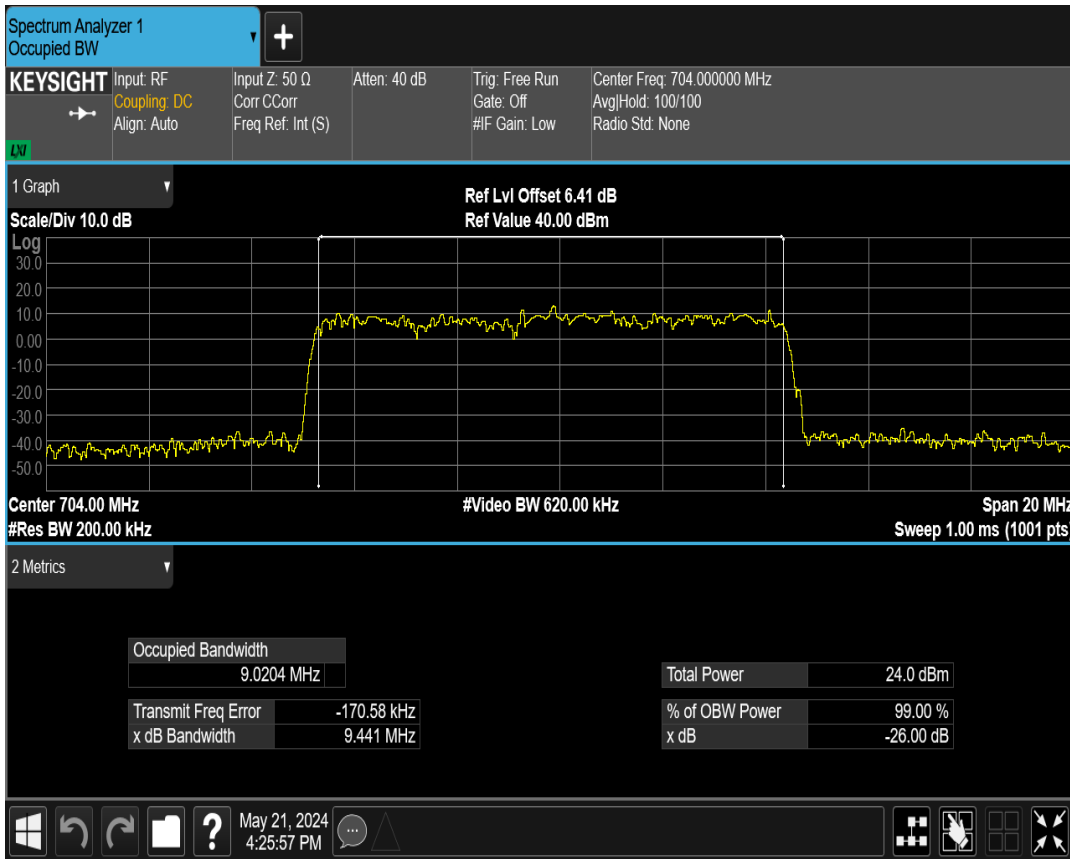 Spectrum Analyzer 1
Occupied BW
+
KEYSIGHT
LXI
Input: RF
Coupling: DC
Align: Auto
Input Z: 50 Ω
Corr CCorr
Freq Ref: Int (S)
Atten: 40 dB
Trig: Free Run
Gate: Off
#IF Gain: Low
Center Freq: 704.000000 MHz
Avg|Hold: 100/100
Radio Std: None
1 Graph
Scale/Div 10.0 dB
Ref Lvl Offset 6.41 dB
Ref Value 40.00 dBm
Log
30.0
20.0
10.0
0.00
-10.0
-20.0
-30.0
-40.0
-50.0
Center 704.00 MHz
#Video BW 620.00 kHz
Span 20 MHz
#Res BW 200.00 kHz
Sweep 1.00 ms (1001 pts)
2 Metrics
Occupied Bandwidth
9.0204 MHz
Total Power 24.0 dBm
Transmit Freq Error -170.58 kHz
% of OBW Power 99.00 %
x dB Bandwidth 9.441 MHz
x dB -26.00 dB
?
May 21, 2024
4:25:57 PM